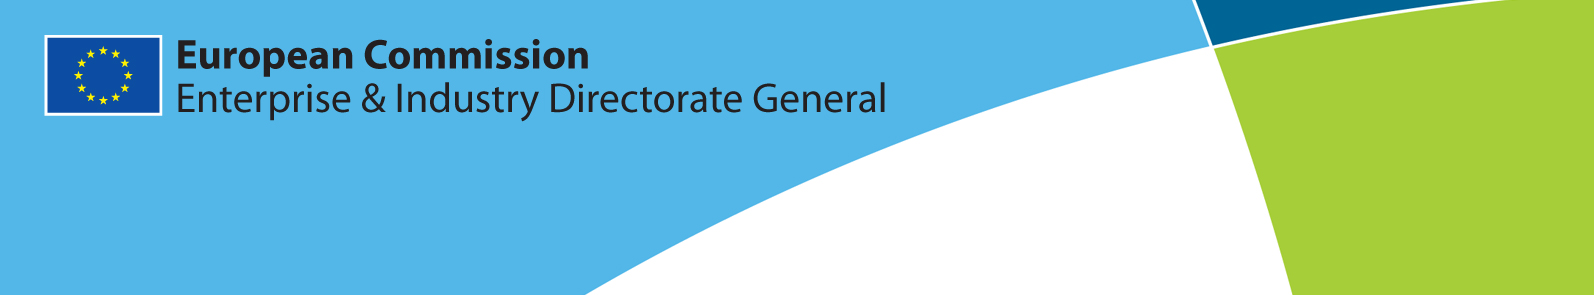 European Commission
Enterprise & Industry Directorate General